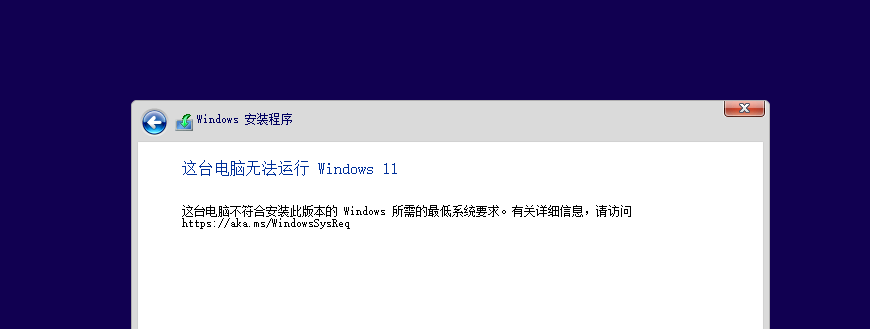 Windows 安装程序
这台电脑无法运行 Windows 11
这台电脑不符合安装此版本的 Windows 所需的最低系统要求。有关详细信息，请访问
https://aka.ms/WindowsSysReq